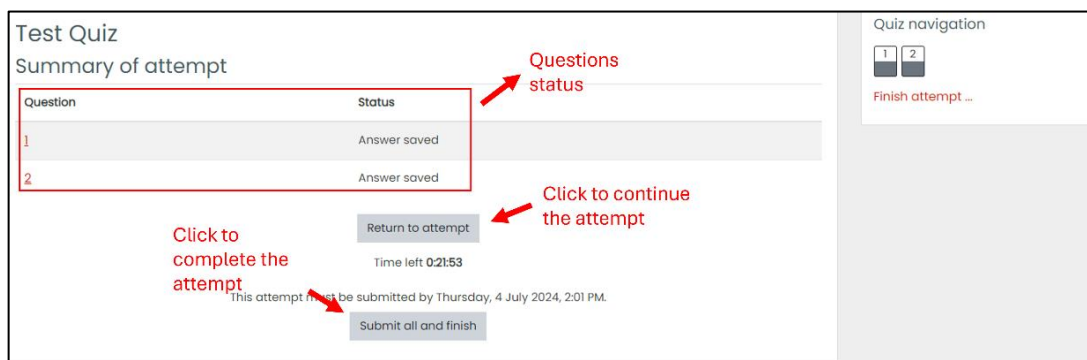 Test Quiz
Summary of attempt
Questions
status
Question Status
1 Answer saved
2 Answer saved
Click to continue
the attempt
Return to attempt
Click to
complete the
attempt
Time left 0:21:53
This attempt must be submitted by Thursday, 4 July 2024, 2:01 PM.
Submit all and finish
Quiz navigation
1 2
Finish attempt ...